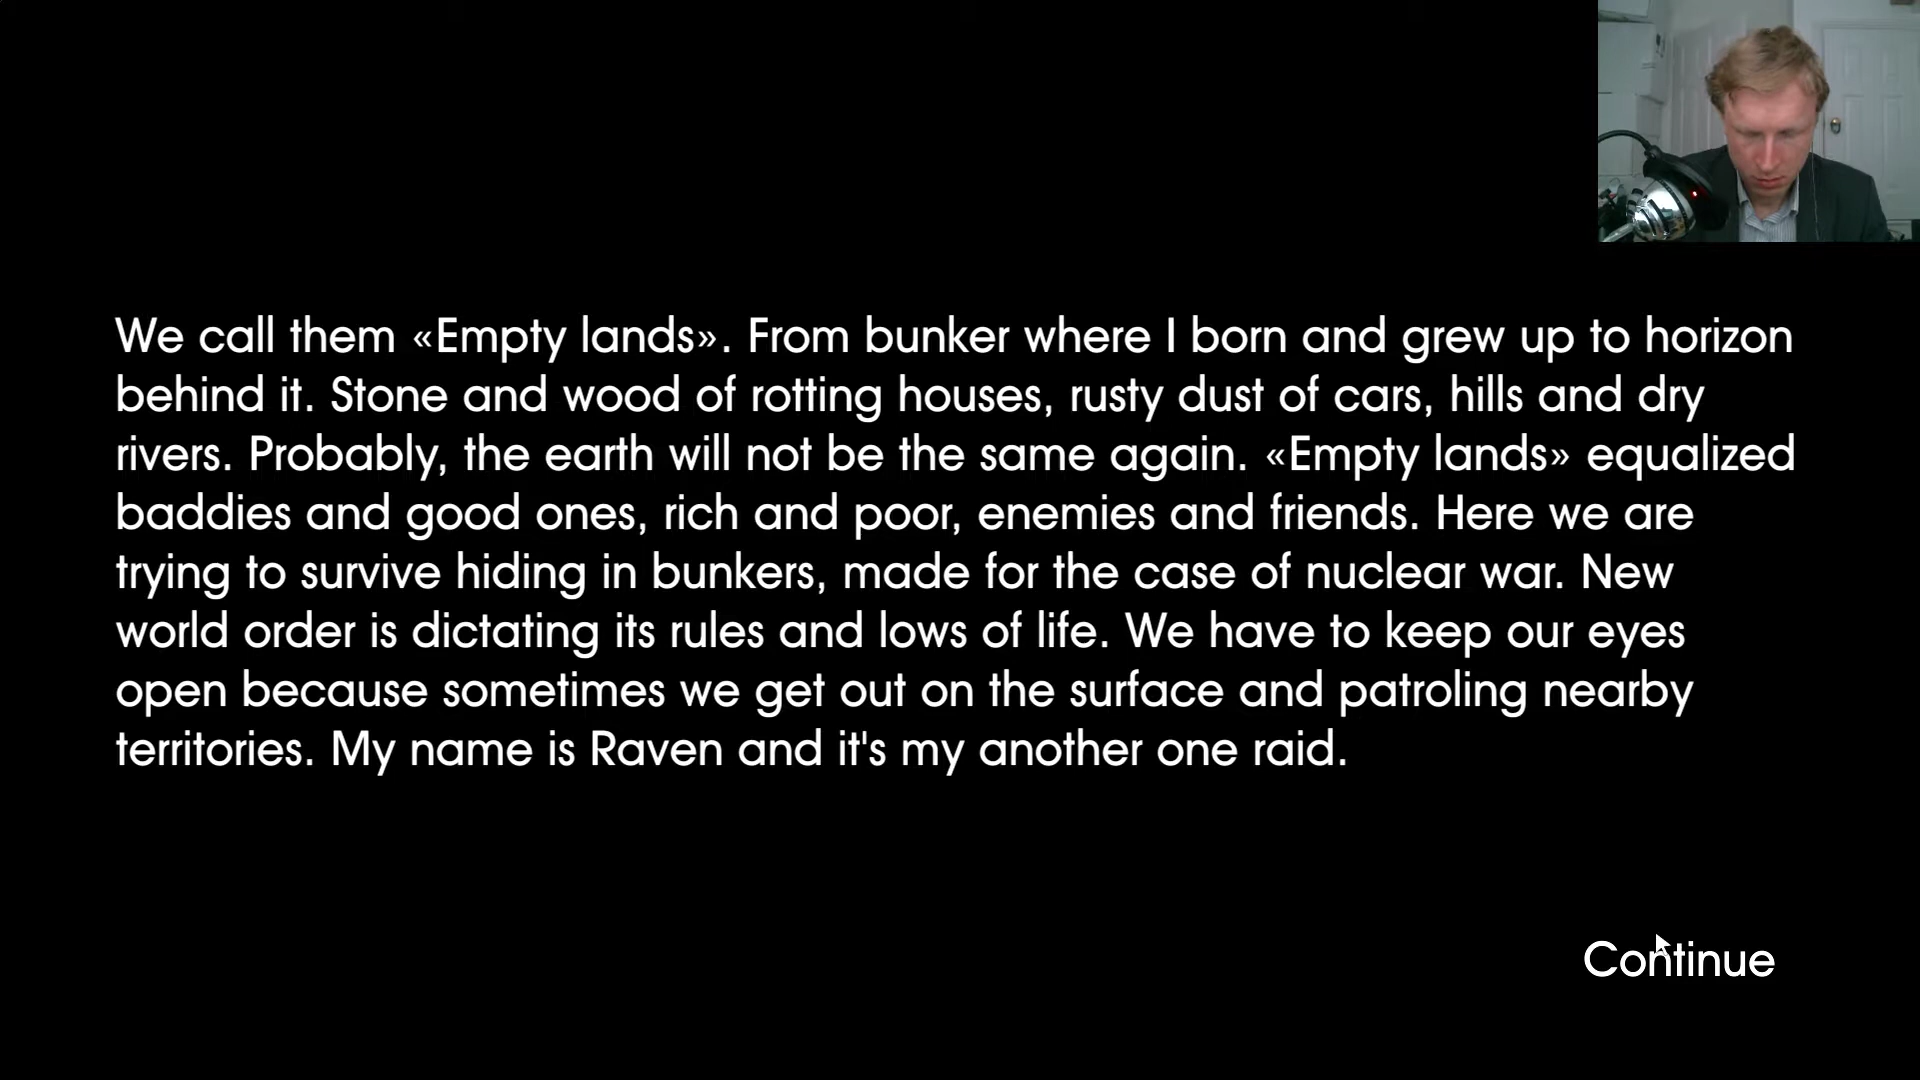 We call them «Empty lands». From bunker where I born and grew up to horizon
behind it. Stone and wood of rotting houses, rusty dust of cars, hills and dry
rivers. Probably, the earth will not be the same again. «Empty lands» equalized
baddies and good ones, rich and poor, enemies and friends. Here we are
trying to survive hiding in bunkers, made for the case of nuclear war. New
world order is dictating its rules and lows of life. We have to keep our eyes
open because sometimes we get out on the surface and patroling nearby
territories. My name is Raven and it's my another one raid.
Continue